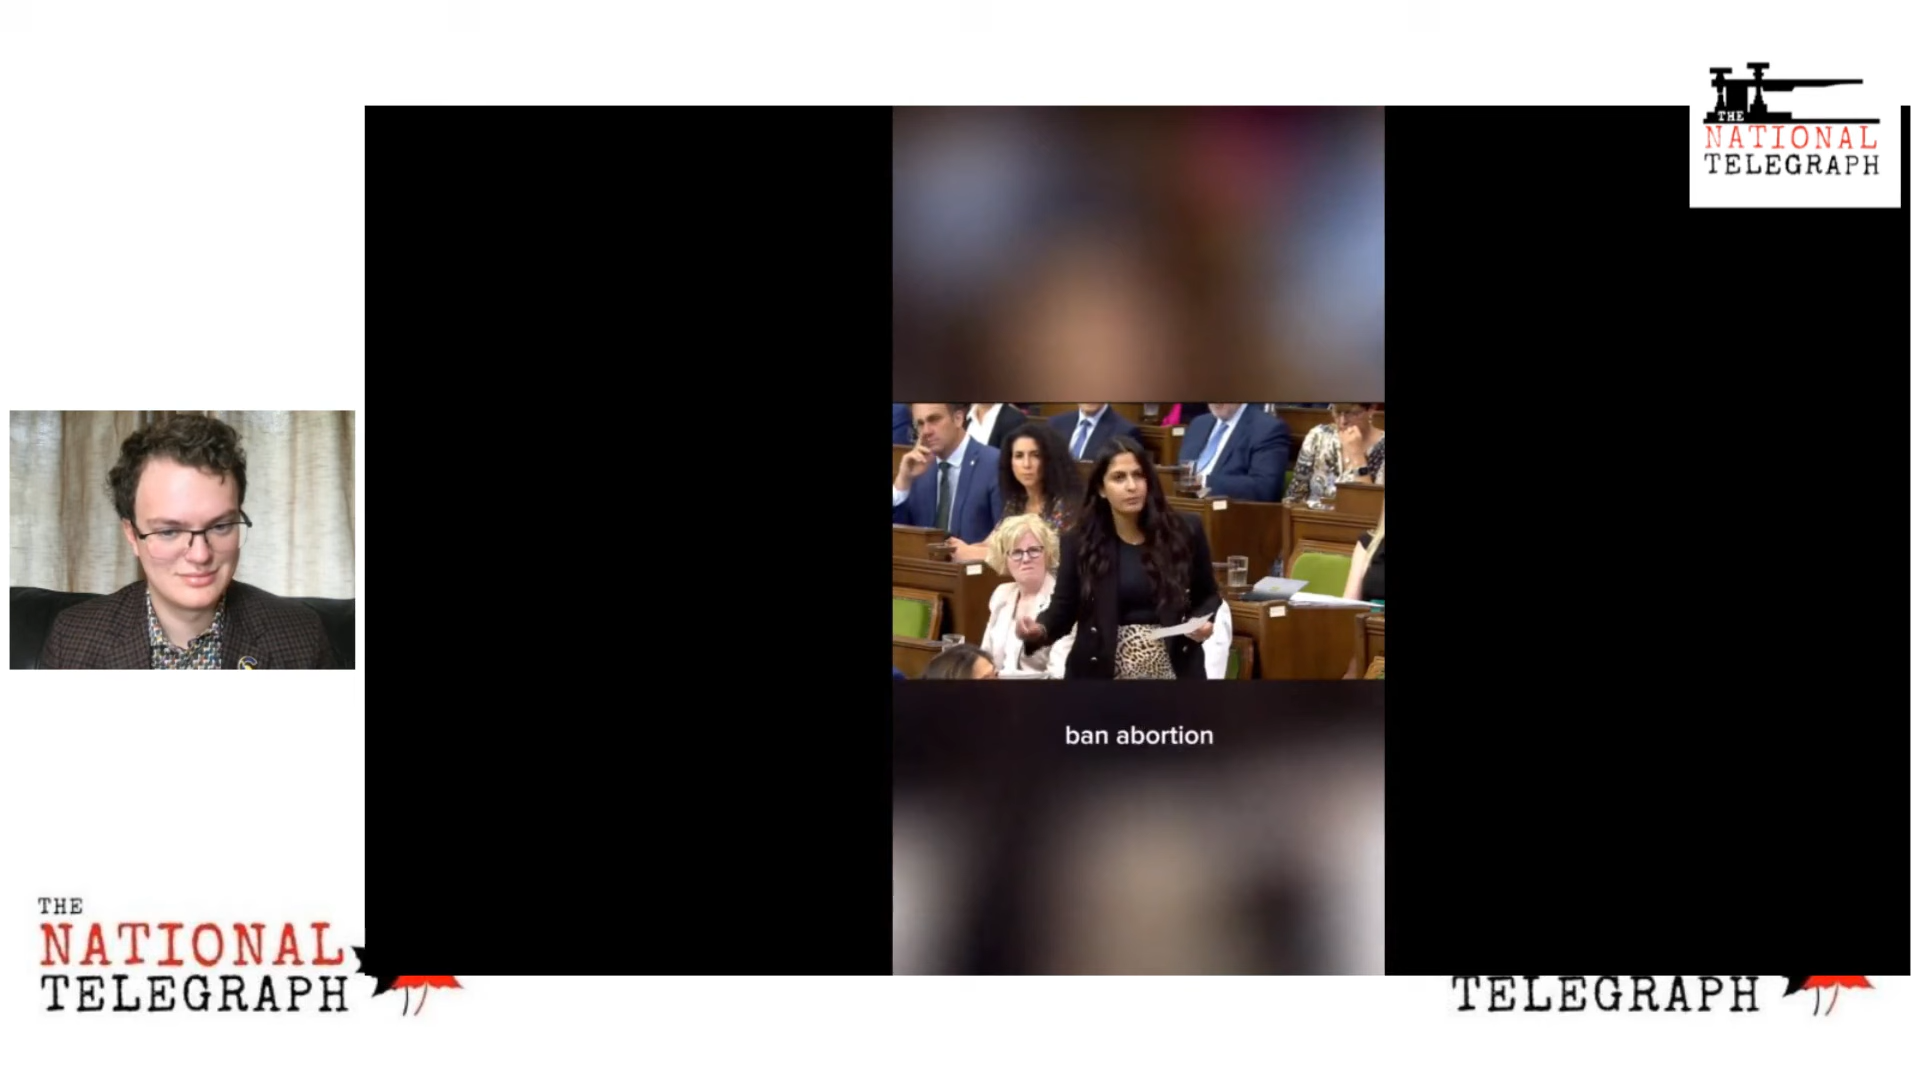 THE
NATIONAL
TELEGRAPH
ban abortion
THE
NATIONAL
TELEGRAPH
TELEGRAPH